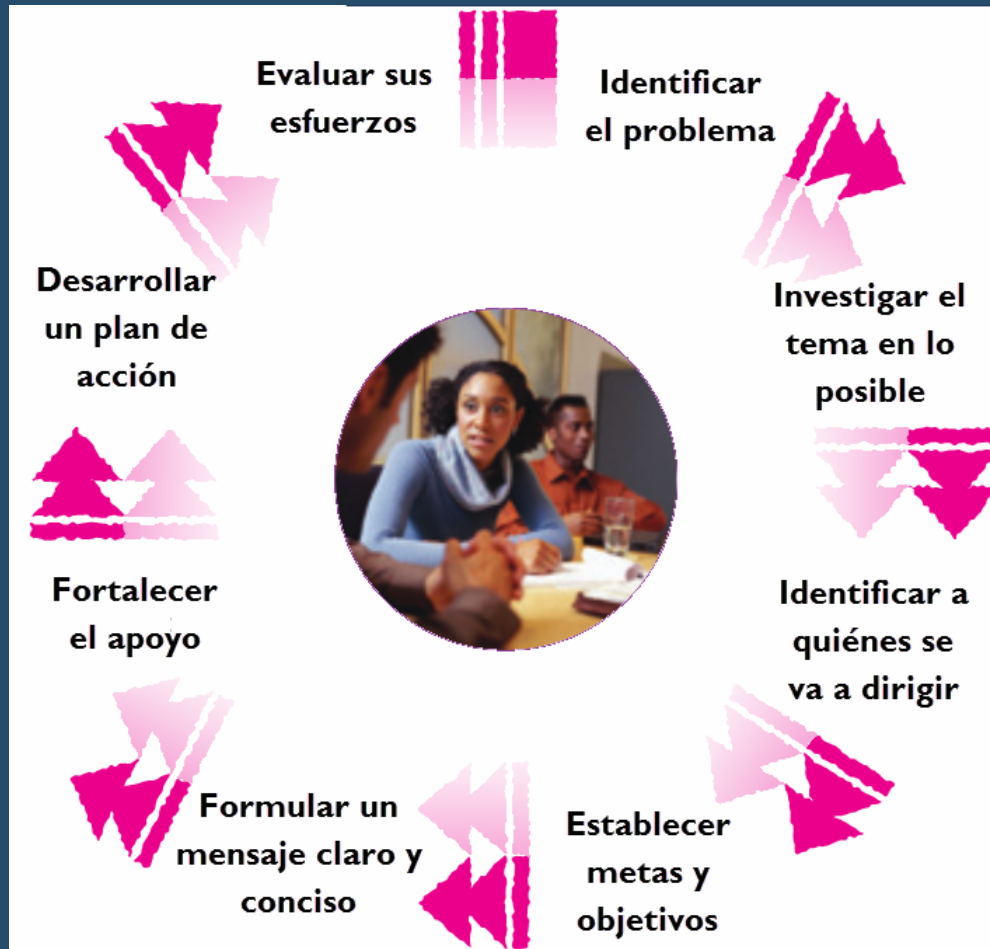 Identificar
el problema
Investigar el
tema en lo
posible
Identificar a
quiénes se
va a dirigir
Establecer
metas y
objetivos
Formular un
mensaje claro y
conciso
Fortalecer
el apoyo
Desarrollar
un plan de
acción
Evaluar sus
esfuerzos